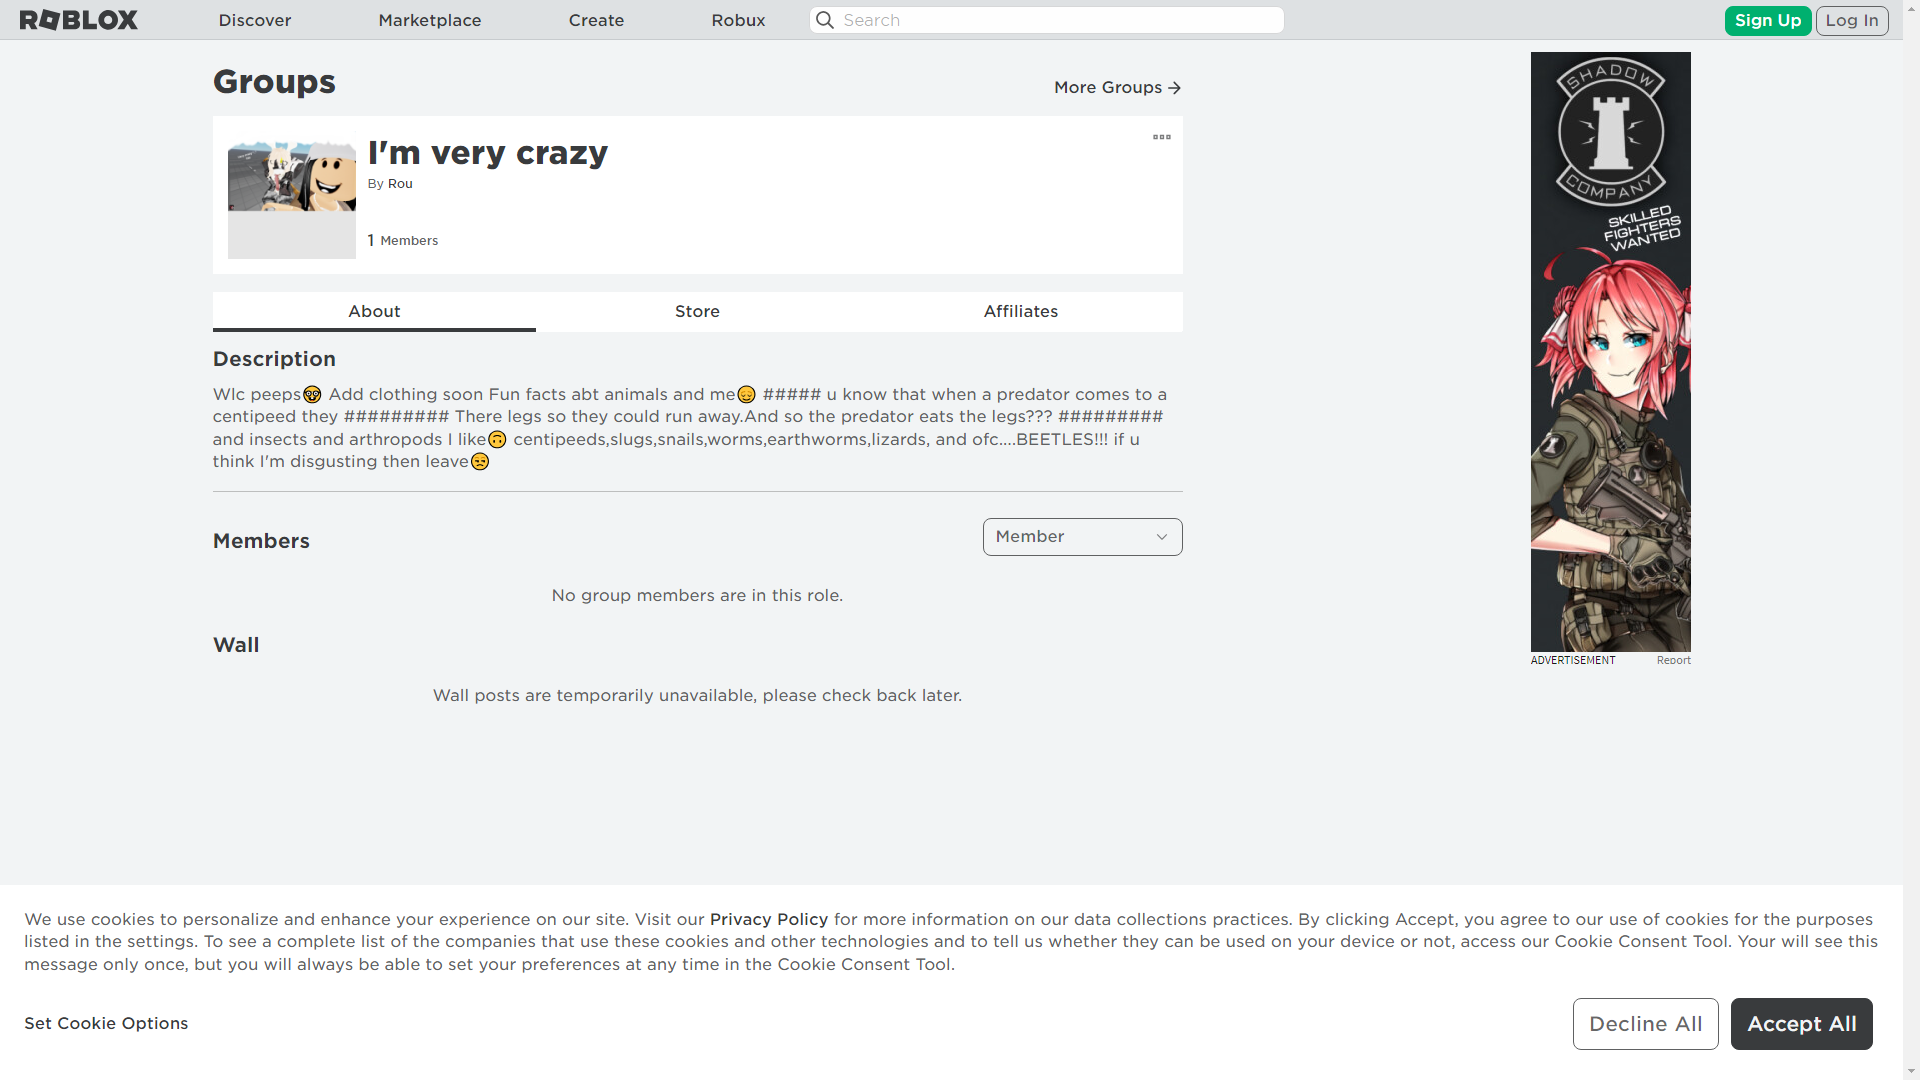 ROBLOX
Discover
Marketplace
Create
Robux
Search
Sign Up
Log In
Groups
More Groups
I'm very crazy
By Rou
1 Members
About
Store
Affiliates
Description
Wlc peeps🤓 Add clothing soon Fun facts abt animals and me😌 ##### u know that when a predator comes to a
centipeed they ######### There legs so they could run away.And so the predator eats the legs??? #########
and insects and arthropods I like🙃 centipeeds,slugs,snails,worms,earthworms,lizards, and ofc....BEETLES!!! if u
think I'm disgusting then leave😒
Members
Member
No group members are in this role.
Wall
Wall posts are temporarily unavailable, please check back later.
SHADOW
COMPANY
SKILLED
FIGHTERS
WANTED
ADVERTISEMENT
Report
We use cookies to personalize and enhance your experience on our site. Visit our Privacy Policy for more information on our data collections practices. By clicking Accept, you agree to our use of cookies for the purposes
listed in the settings. To see a complete list of the companies that use these cookies and other technologies and to tell us whether they can be used on your device or not, access our Cookie Consent Tool. Your will see this
message only once, but you will always be able to set your preferences at any time in the Cookie Consent Tool.
Set Cookie Options
Decline All
Accept All